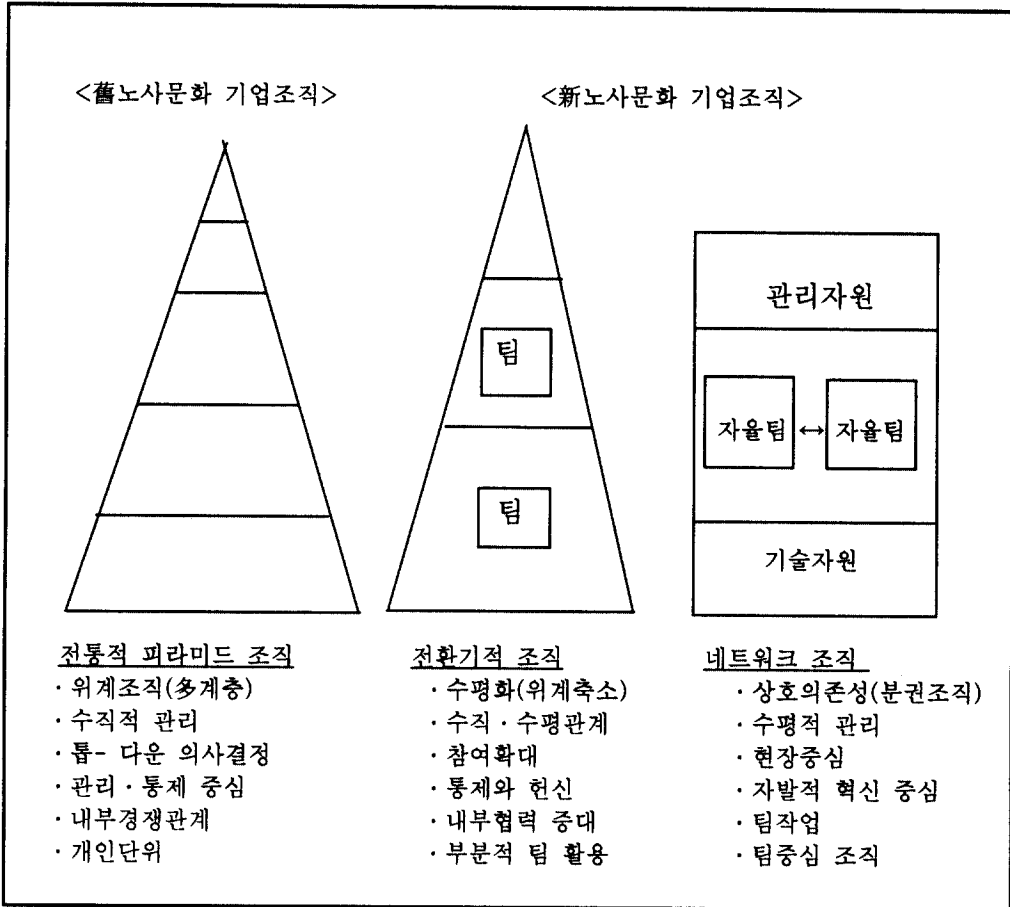 <舊노사문화 기업조직>
<新노사문화 기업조직>
팀
팀
관리자원
자율팀 ↔ 자율팀
기술자원
전통적 피라미드 조직
· 위계조직(多계층)
· 수직적 관리
· 톱- 다운 의사결정
· 관리 · 통제 중심
· 내부경쟁관계
· 개인단위
전환기적 조직
· 수평화(위계축소)
· 수직 · 수평관계
· 참여확대
· 통제와 헌신
· 내부협력 증대
· 부분적 팀 활용
네트워크 조직
· 상호의존성(분권조직)
· 수평적 관리
· 현장중심
· 자발적 혁신 중심
· 팀작업
· 팀중심 조직